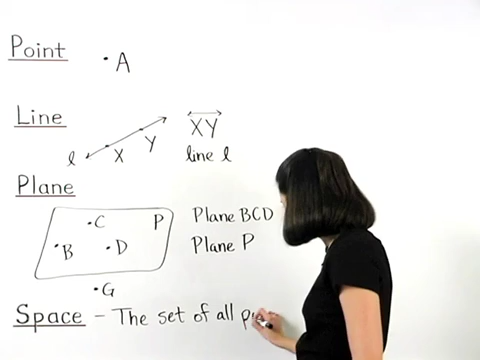 Point
A
Line
XY
X Y
l
line l
Plane
C P
B D
Plane BCD
Plane P
G
Space - The set of all